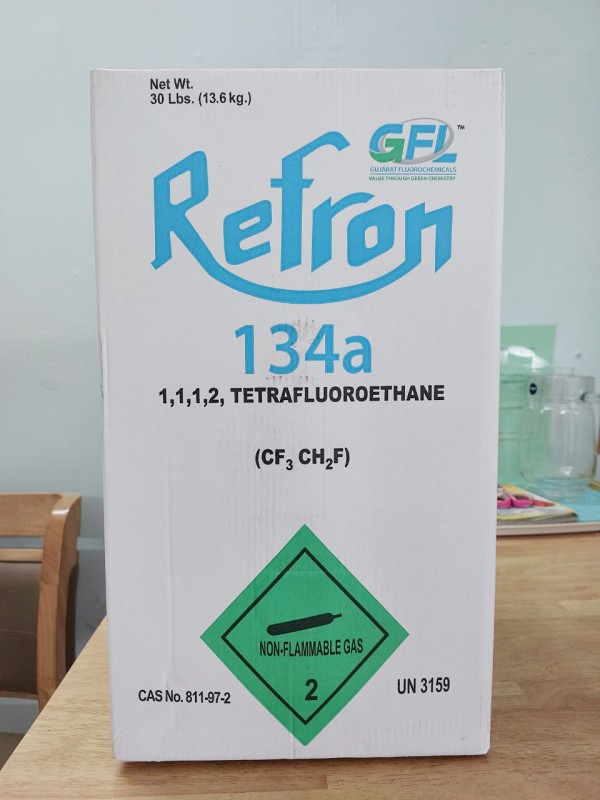 Net Wt.
30 Lbs. (13.6 kg.)
GFL™
GUJARAT FLUOROCHEMICALS
VALUE THROUGH GREEN CHEMISTRY
Refron
134a
1,1,1,2, TETRAFLUOROETHANE
(CF₃ CH₂F)
NON-FLAMMABLE GAS
2
CAS No. 811-97-2
UN 3159